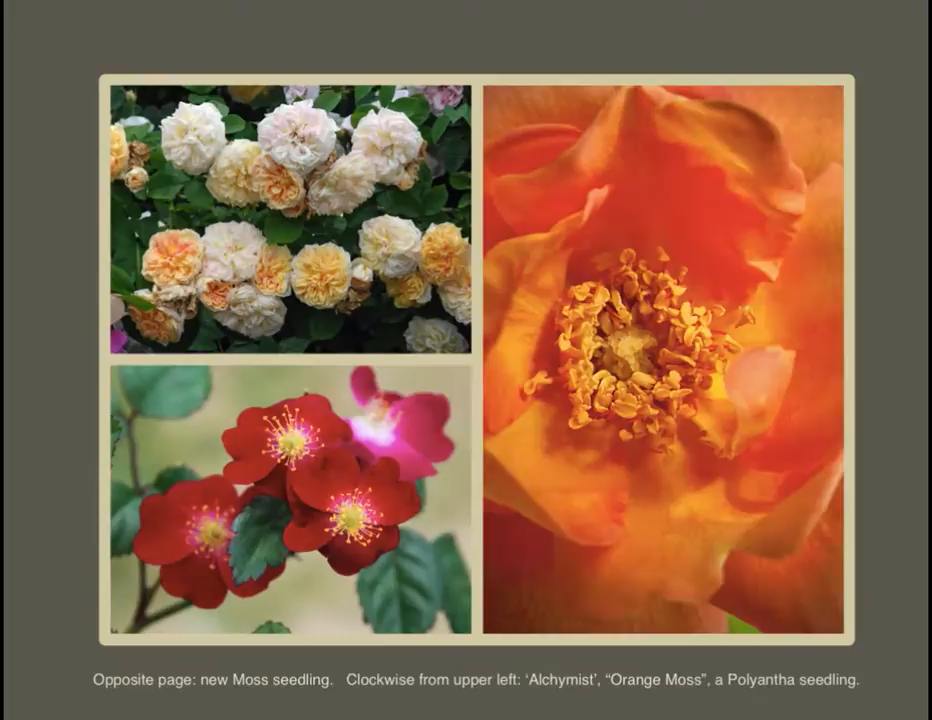 Opposite page: new Moss seedling. Clockwise from upper left: ‘Alchymist’, “Orange Moss”, a Polyantha seedling.